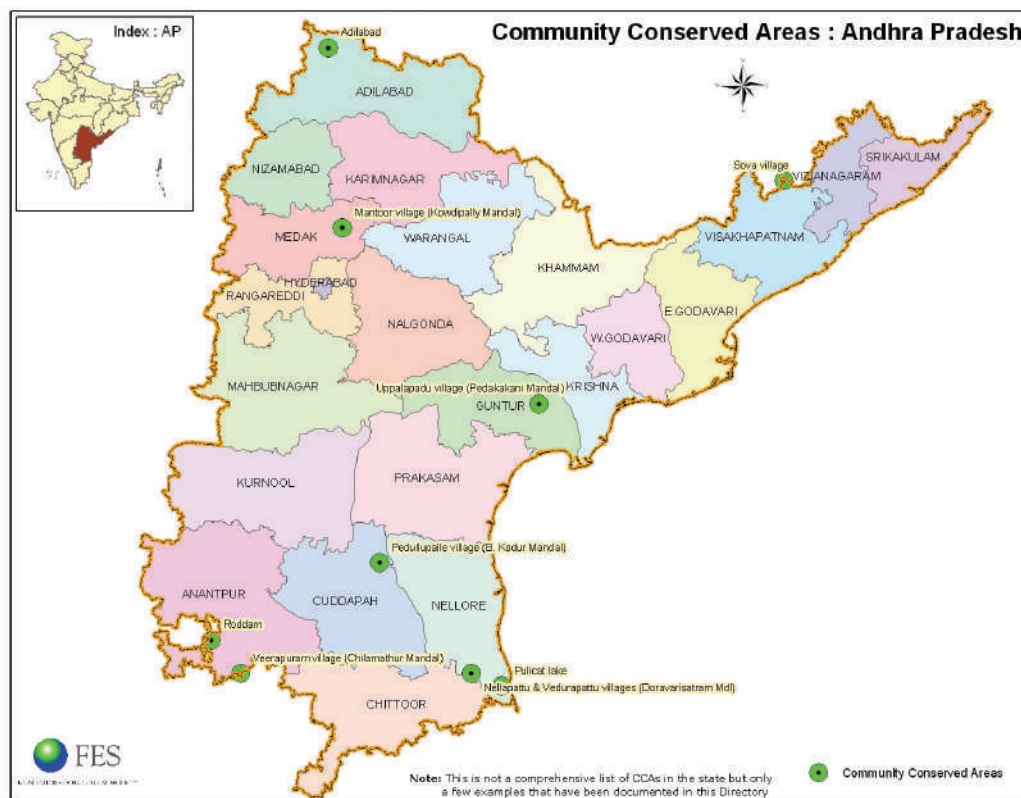 Index : AP
Community Conserved Areas : Andhra Pradesh
Adilabad
ADILABAD
NIZAMABAD
KARIMNAGAR
Sova village
SRIKAKULAM
VIZIANAGARAM
Mantoor village (Kowdipally Mandal)
MEDAK
WARANGAL
VISAKHAPATNAM
KHAMMAM
HYDERABAD
RANGAREDDI
E.GODAVARI
NALGONDA
W.GODAVARI
MAHBUBNAGAR
Uppalapadu village (Pedakakani Mandal)
KRISHNA
GUNTUR
PRAKASAM
KURNOOL
Pedullupalle village (B. Kadur Mandal)
ANANTPUR
CUDDAPAH
NELLORE
Roddam
Veerapuram village (Chilamathur Mandal)
Pulicat lake
Nellapattu & Vedurapattu villages (Doravarisatram Mdl)
CHITTOOR
FES
Note: This is not a comprehensive list of CCAs in the state but only
a few examples that have been documented in this Directory
Community Conserved Areas